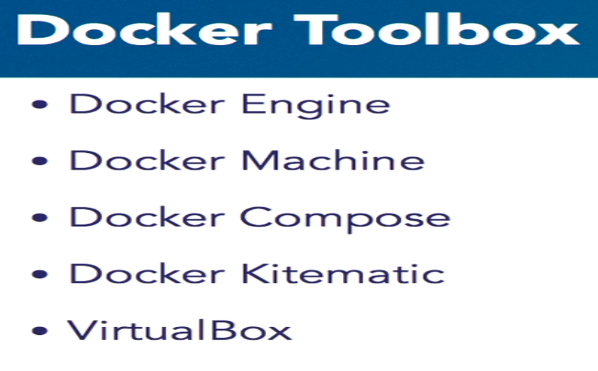 Docker Toolbox
• Docker Engine
• Docker Machine
• Docker Compose
• Docker Kitematic
• VirtualBox